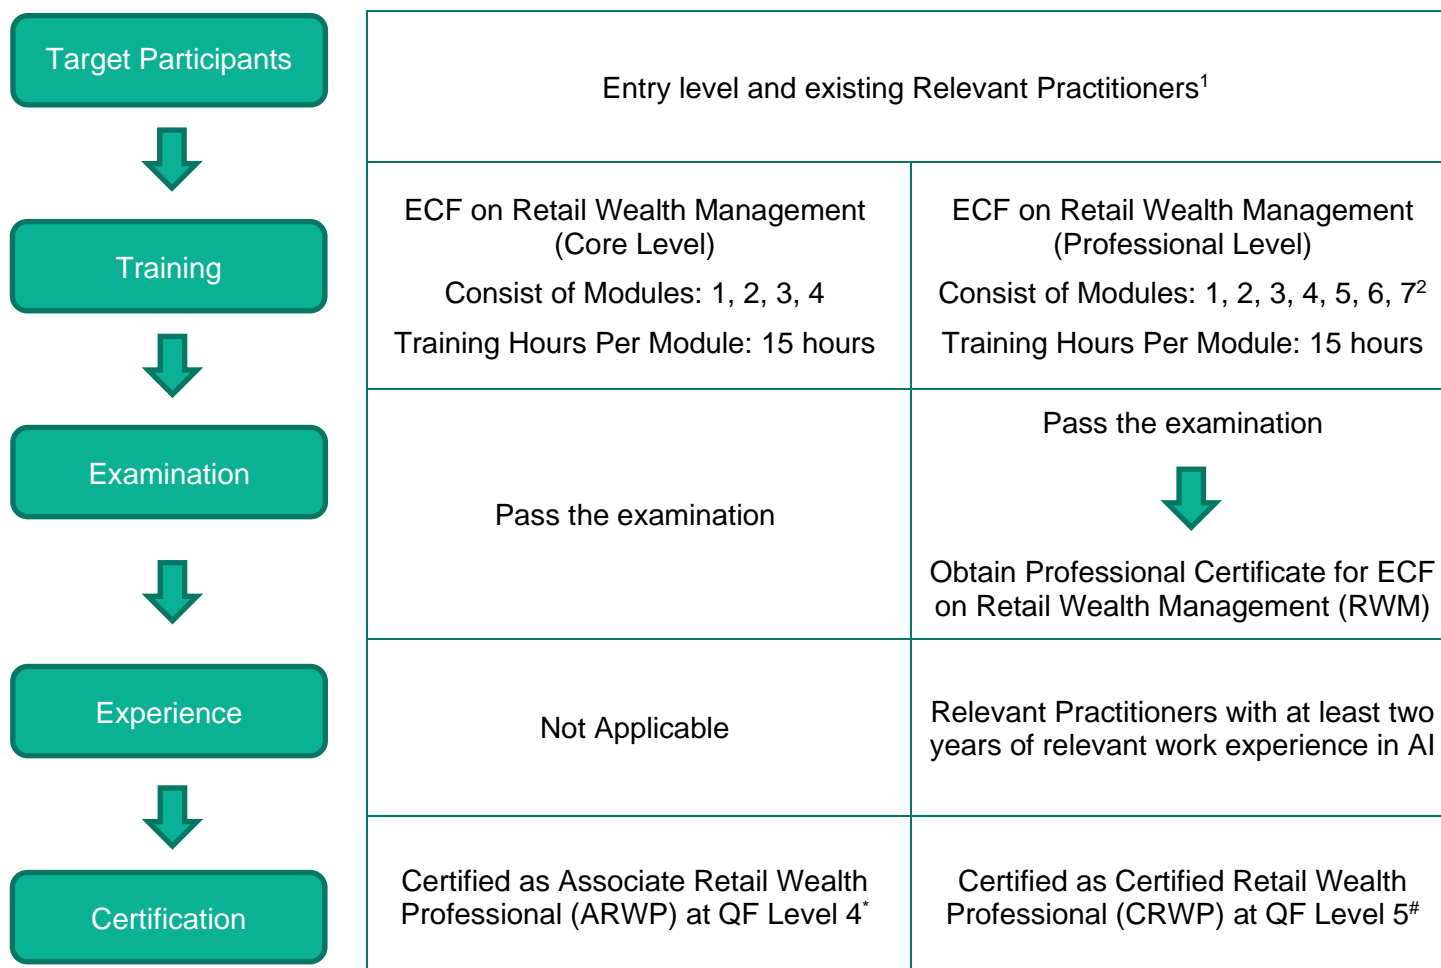 Target Participants
Entry level and existing Relevant Practitioners¹
Training
ECF on Retail Wealth Management
(Core Level)
Consist of Modules: 1, 2, 3, 4
Training Hours Per Module: 15 hours
ECF on Retail Wealth Management
(Professional Level)
Consist of Modules: 1, 2, 3, 4, 5, 6, 7²
Training Hours Per Module: 15 hours
Examination
Pass the examination
Pass the examination
Obtain Professional Certificate for ECF
on Retail Wealth Management (RWM)
Experience
Not Applicable
Relevant Practitioners with at least two
years of relevant work experience in AI
Certification
Certified as Associate Retail Wealth
Professional (ARWP) at QF Level 4*
Certified as Certified Retail Wealth
Professional (CRWP) at QF Level 5#